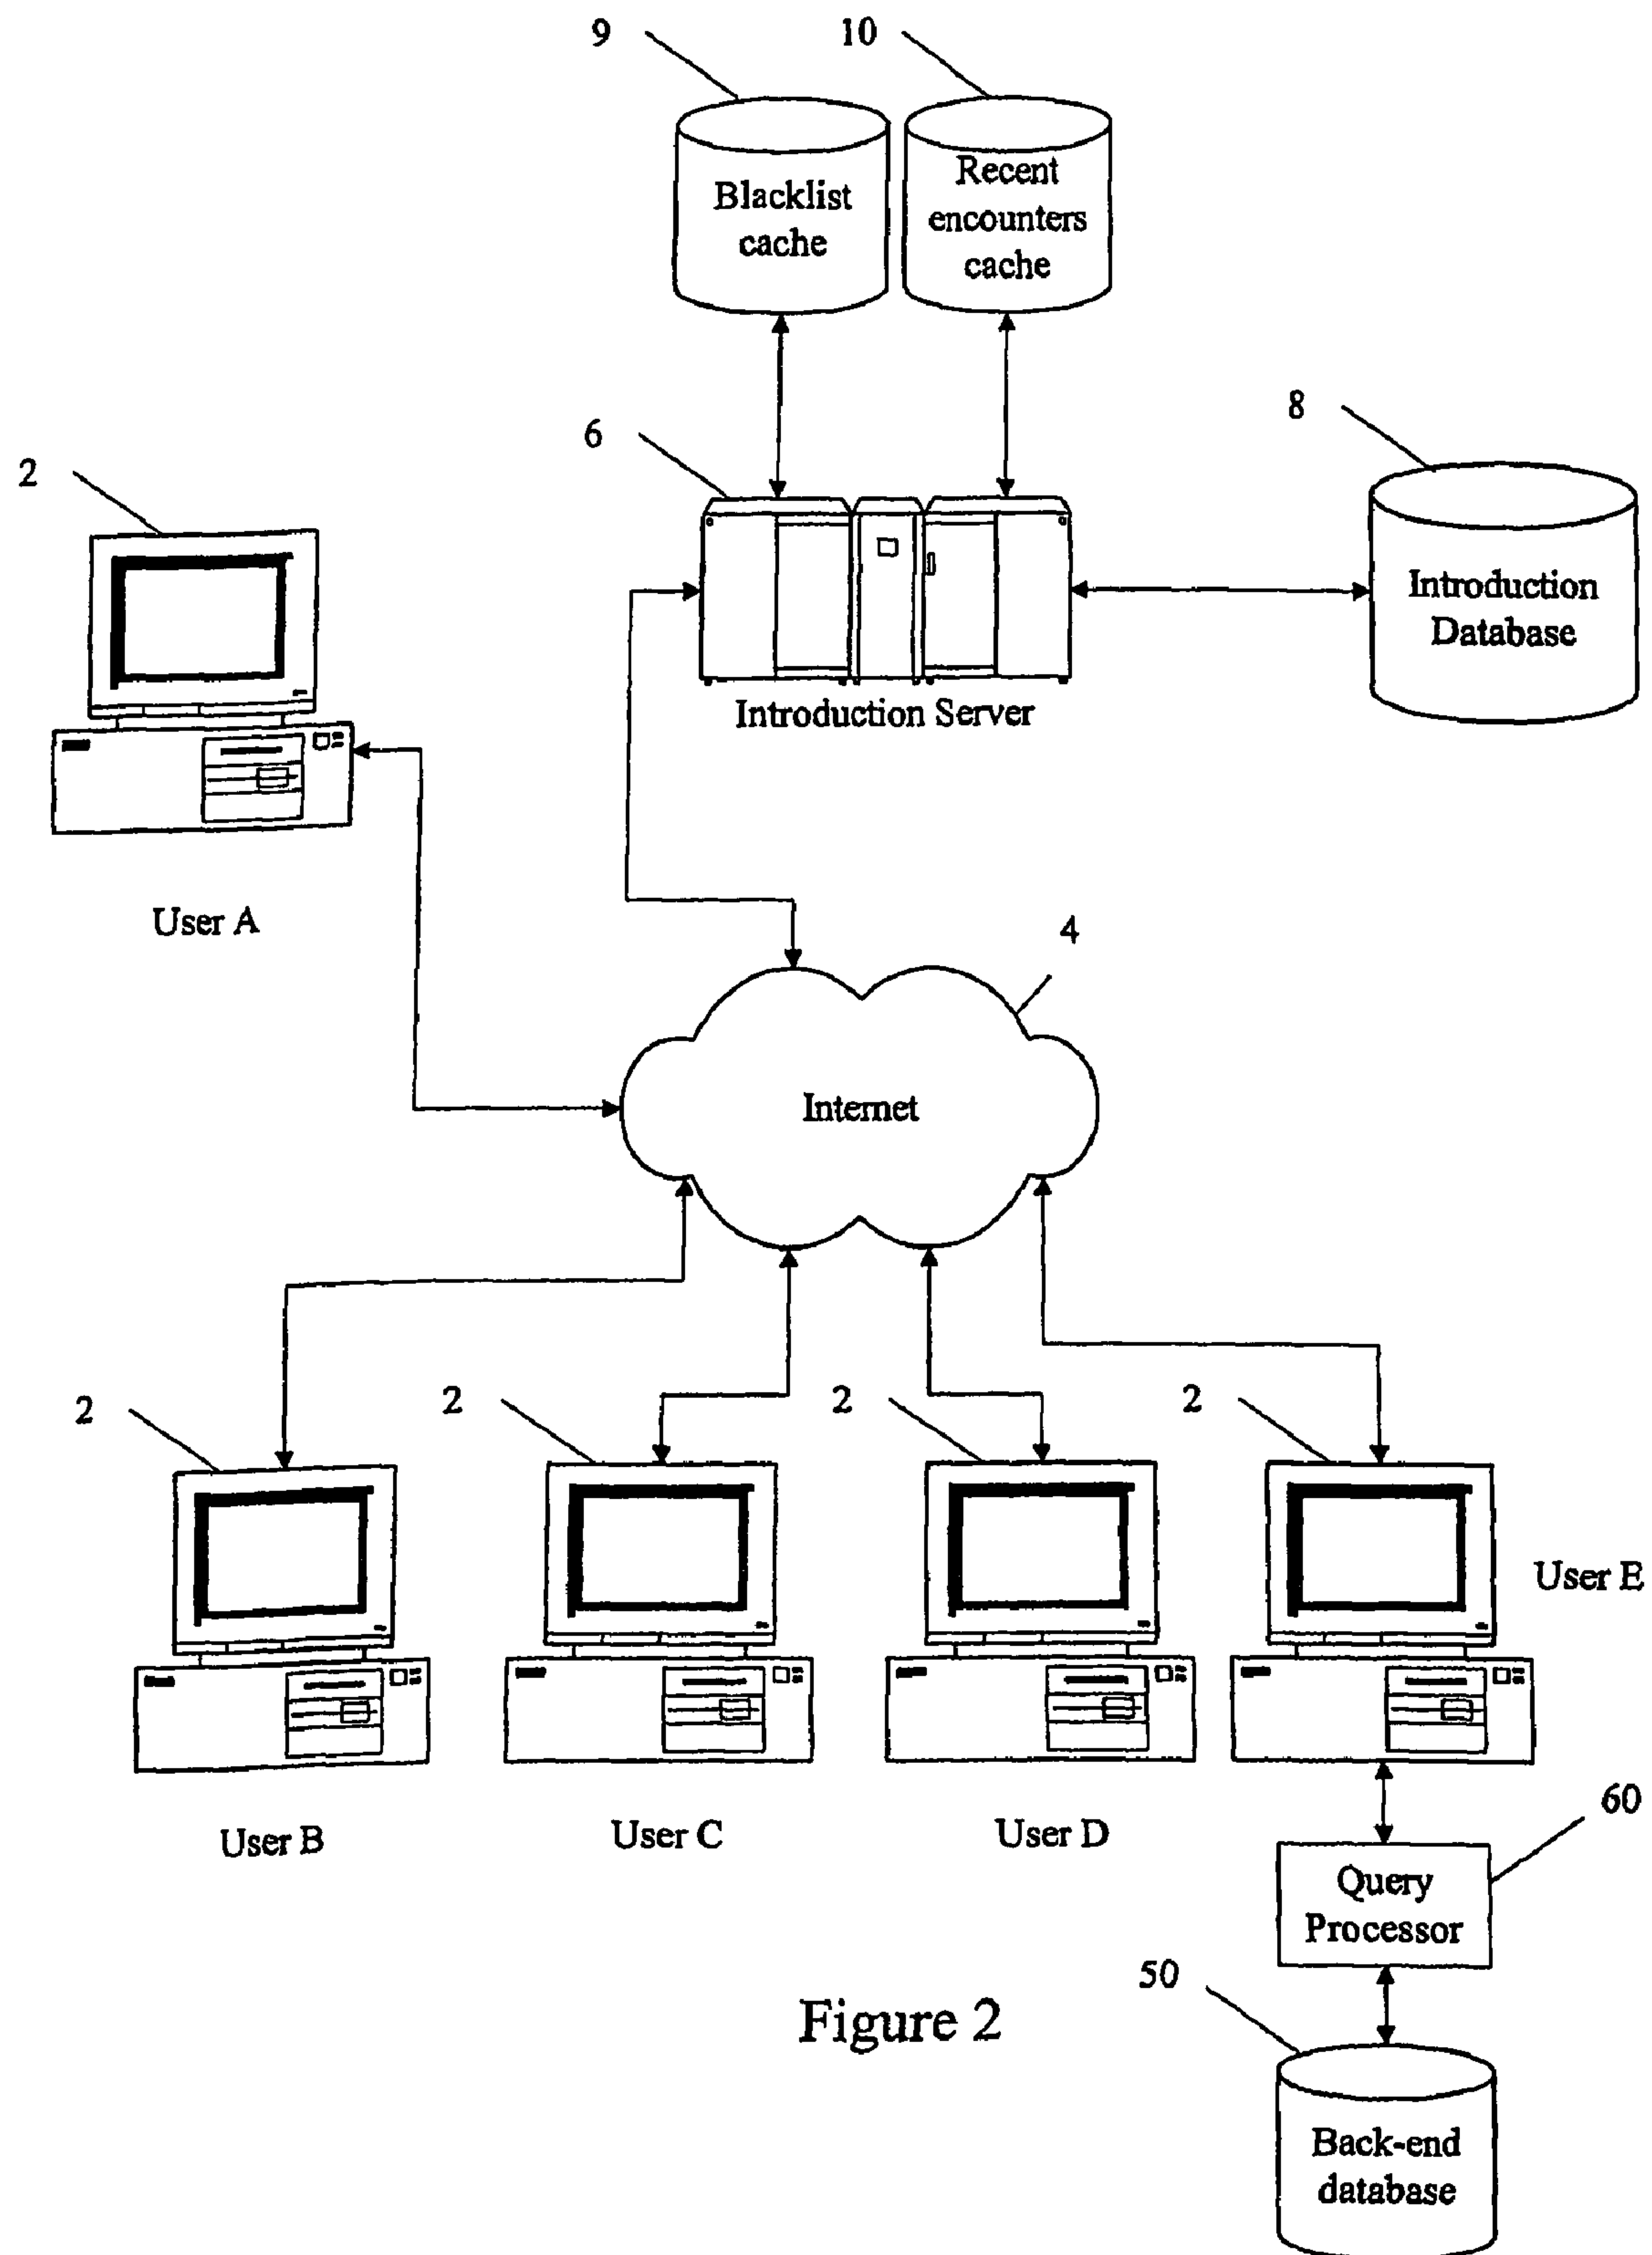 9
10
Blacklist
cache
Recent
encounters
cache
6
8
2
Introduction
Database
Introduction Server
User A
4
Internet
2
2
2
2
User E
User B
User C
User D
60
Query
Processor
50
Figure 2
Back-end
database